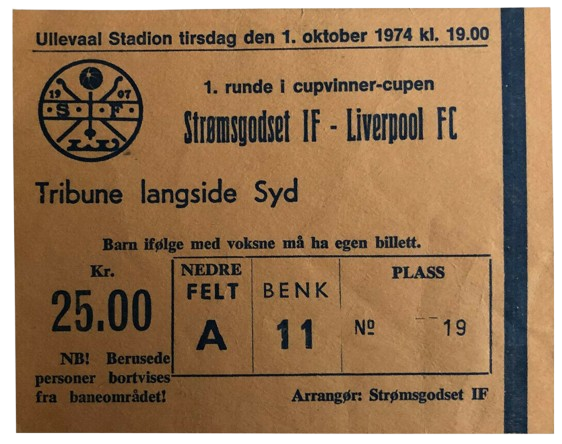 Ullevaal Stadion tirsdag den 1. oktober 1974 kl. 19.00
1907
S · F
1. runde i cupvinner-cupen
Strømsgodset IF - Liverpool FC
Tribune langside Syd
Barn ifølge med voksne må ha egen billett.
Kr.
25.00
NEDRE
FELT
A
BENK
11
PLASS
Nº 19
NB! Berusede
personer bortvises
fra baneområdet!
Arrangør: Strømsgodset IF